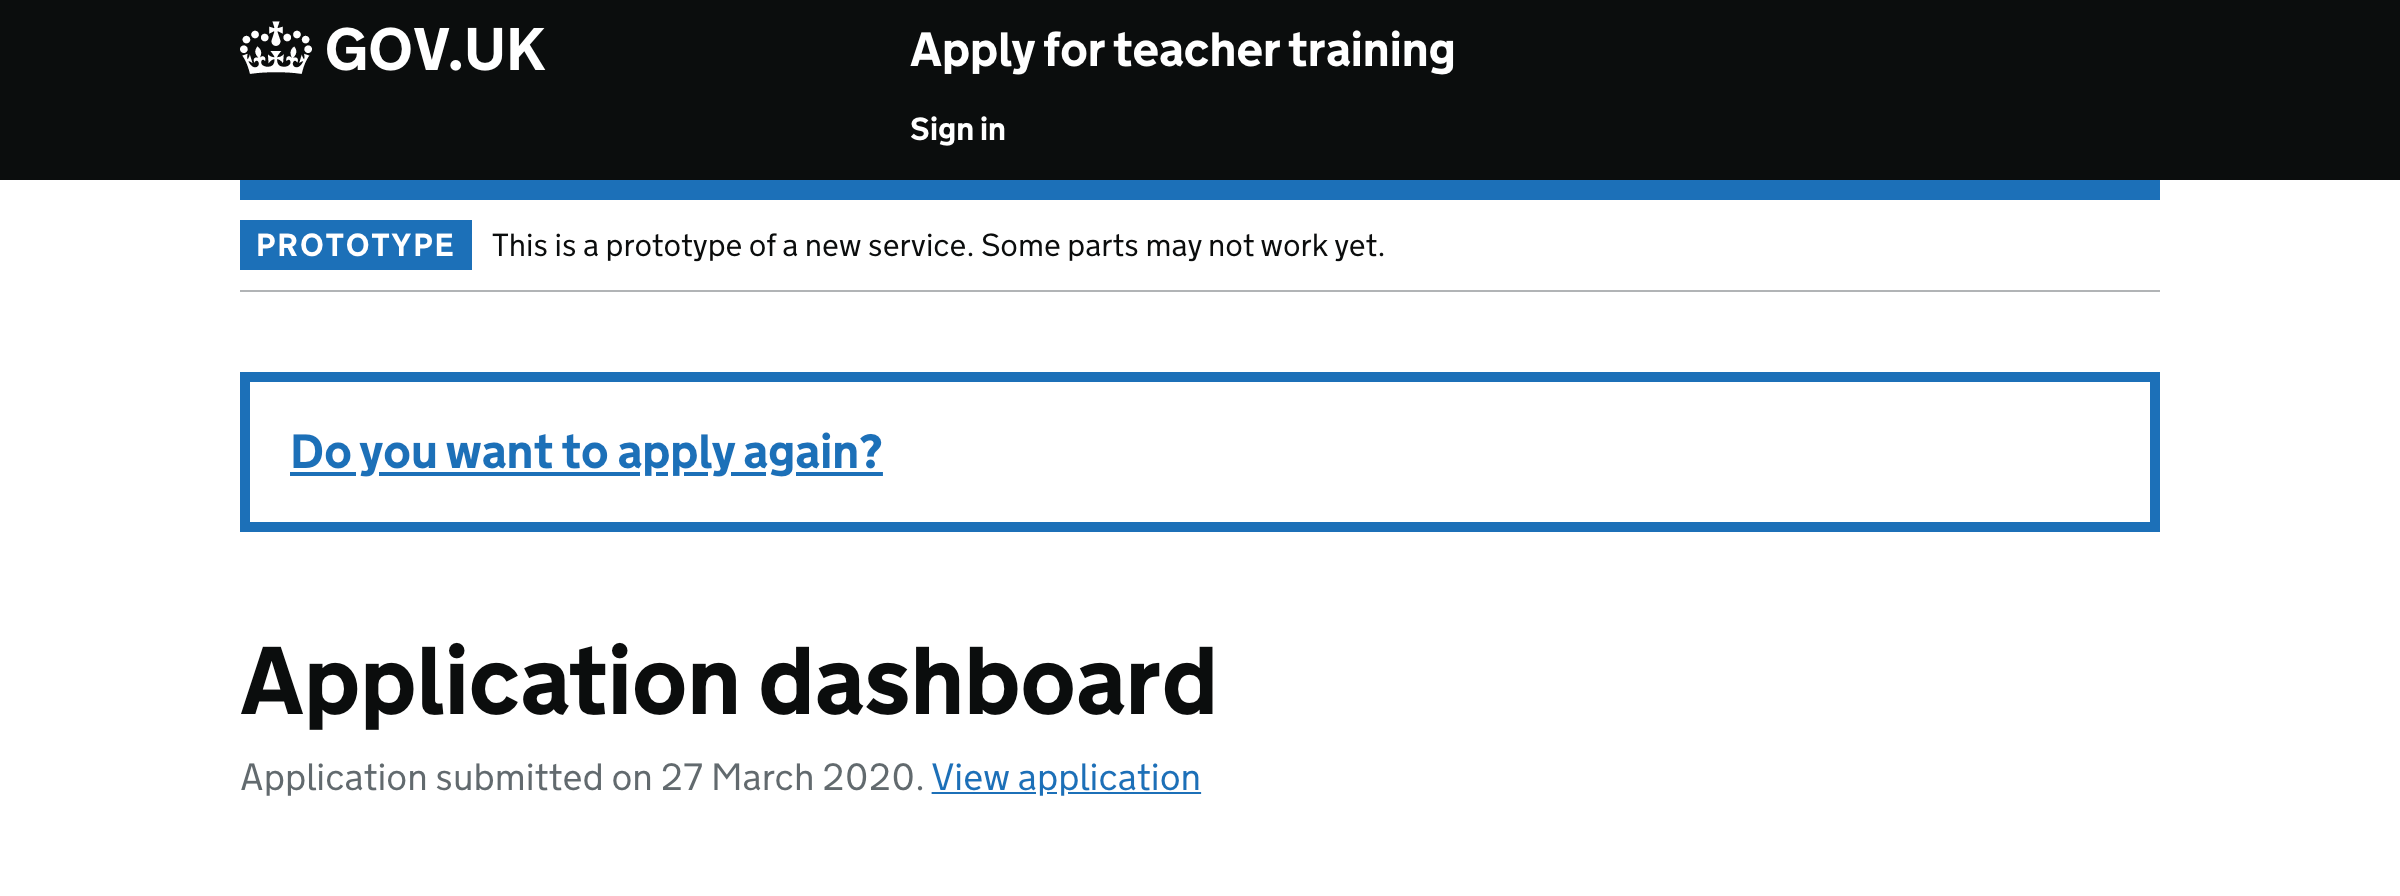 GOV.UK
Apply for teacher training
Sign in
PROTOTYPE This is a prototype of a new service. Some parts may not work yet.
Do you want to apply again?
Application dashboard
Application submitted on 27 March 2020. View application